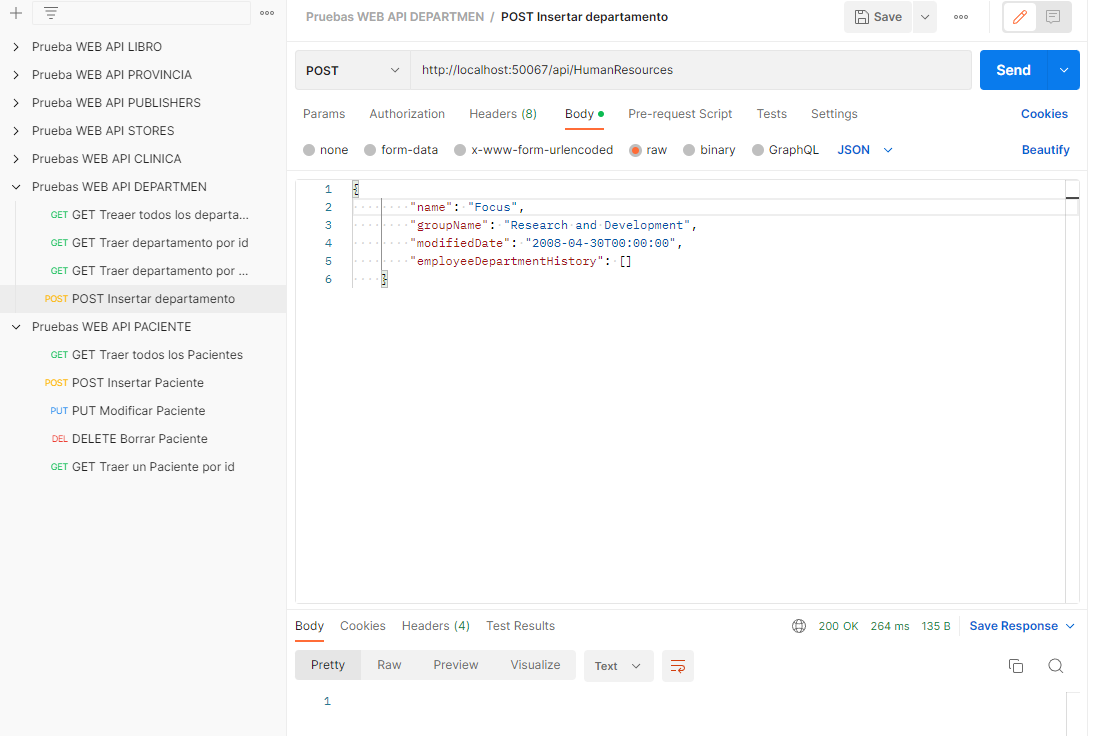 Prueba WEB API LIBRO
Prueba WEB API PROVINCIA
Prueba WEB API PUBLISHERS
Prueba WEB API STORES
Pruebas WEB API CLINICA
Pruebas WEB API DEPARTMEN
GET GET Treaer todos los departa...
GET GET Traer departamento por id
GET GET Traer departamento por ...
POST POST Insertar departamento
Pruebas WEB API PACIENTE
GET GET Traer todos los Pacientes
POST POST Insertar Paciente
PUT PUT Modificar Paciente
DEL DELETE Borrar Paciente
GET GET Traer un Paciente por id
Pruebas WEB API DEPARTMEN / POST Insertar departamento
Save
POST http://localhost:50067/api/HumanResources Send
Params Authorization Headers (8) Body Pre-request Script Tests Settings Cookies
none form-data x-www-form-urlencoded raw binary GraphQL JSON Beautify
1 {
2 "name": "Focus",
3 "groupName": "Research and Development",
4 "modifiedDate": "2008-04-30T00:00:00",
5 "employeeDepartmentHistory": []
6 }
Body Cookies Headers (4) Test Results 200 OK 264 ms 135 B Save Response
Pretty Raw Preview Visualize Text
1